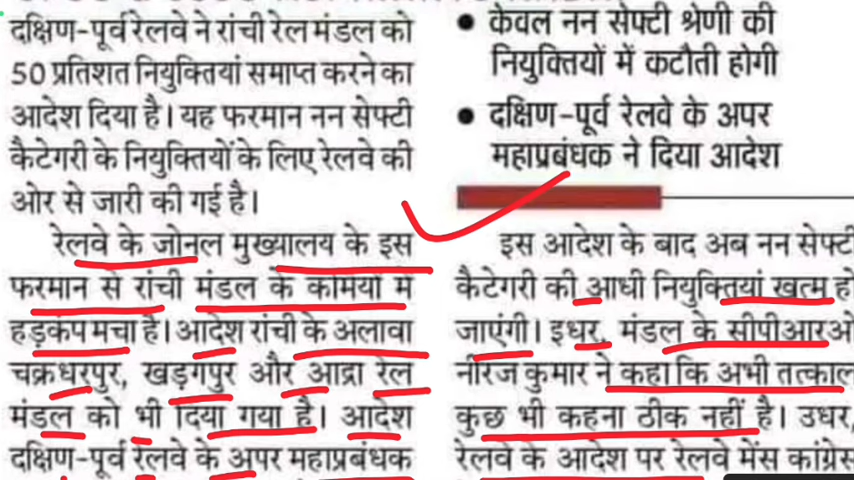 दक्षिण-पूर्व रेलवे ने रांची रेल मंडल को
50 प्रतिशत नियुक्तियां समाप्त करने का
आदेश दिया है। यह फरमान नन सेफ्टी
कैटेगरी के नियुक्तियों के लिए रेलवे की
ओर से जारी की गई है।
रेलवे के जोनल मुख्यालय के इस
फरमान से रांची मंडल के कर्मियों में
हड़कंप मचा है। आदेश रांची के अलावा
चक्रधरपुर, खड़गपुर और आद्रा रेल
मंडल को भी दिया गया है। आदेश
दक्षिण-पूर्व रेलवे के अपर महाप्रबंधक
• केवल नन सेफ्टी श्रेणी की
नियुक्तियों में कटौती होगी
• दक्षिण-पूर्व रेलवे के अपर
महाप्रबंधक ने दिया आदेश
इस आदेश के बाद अब नन सेफ्टी
कैटेगरी की आधी नियुक्तियां खत्म हो
जाएंगी। इधर, मंडल के सीपीआरओ
नीरज कुमार ने कहा कि अभी तत्काल
कुछ भी कहना ठीक नहीं है। उधर,
रेलवे के आदेश पर रेलवे मेंस कांग्रेस